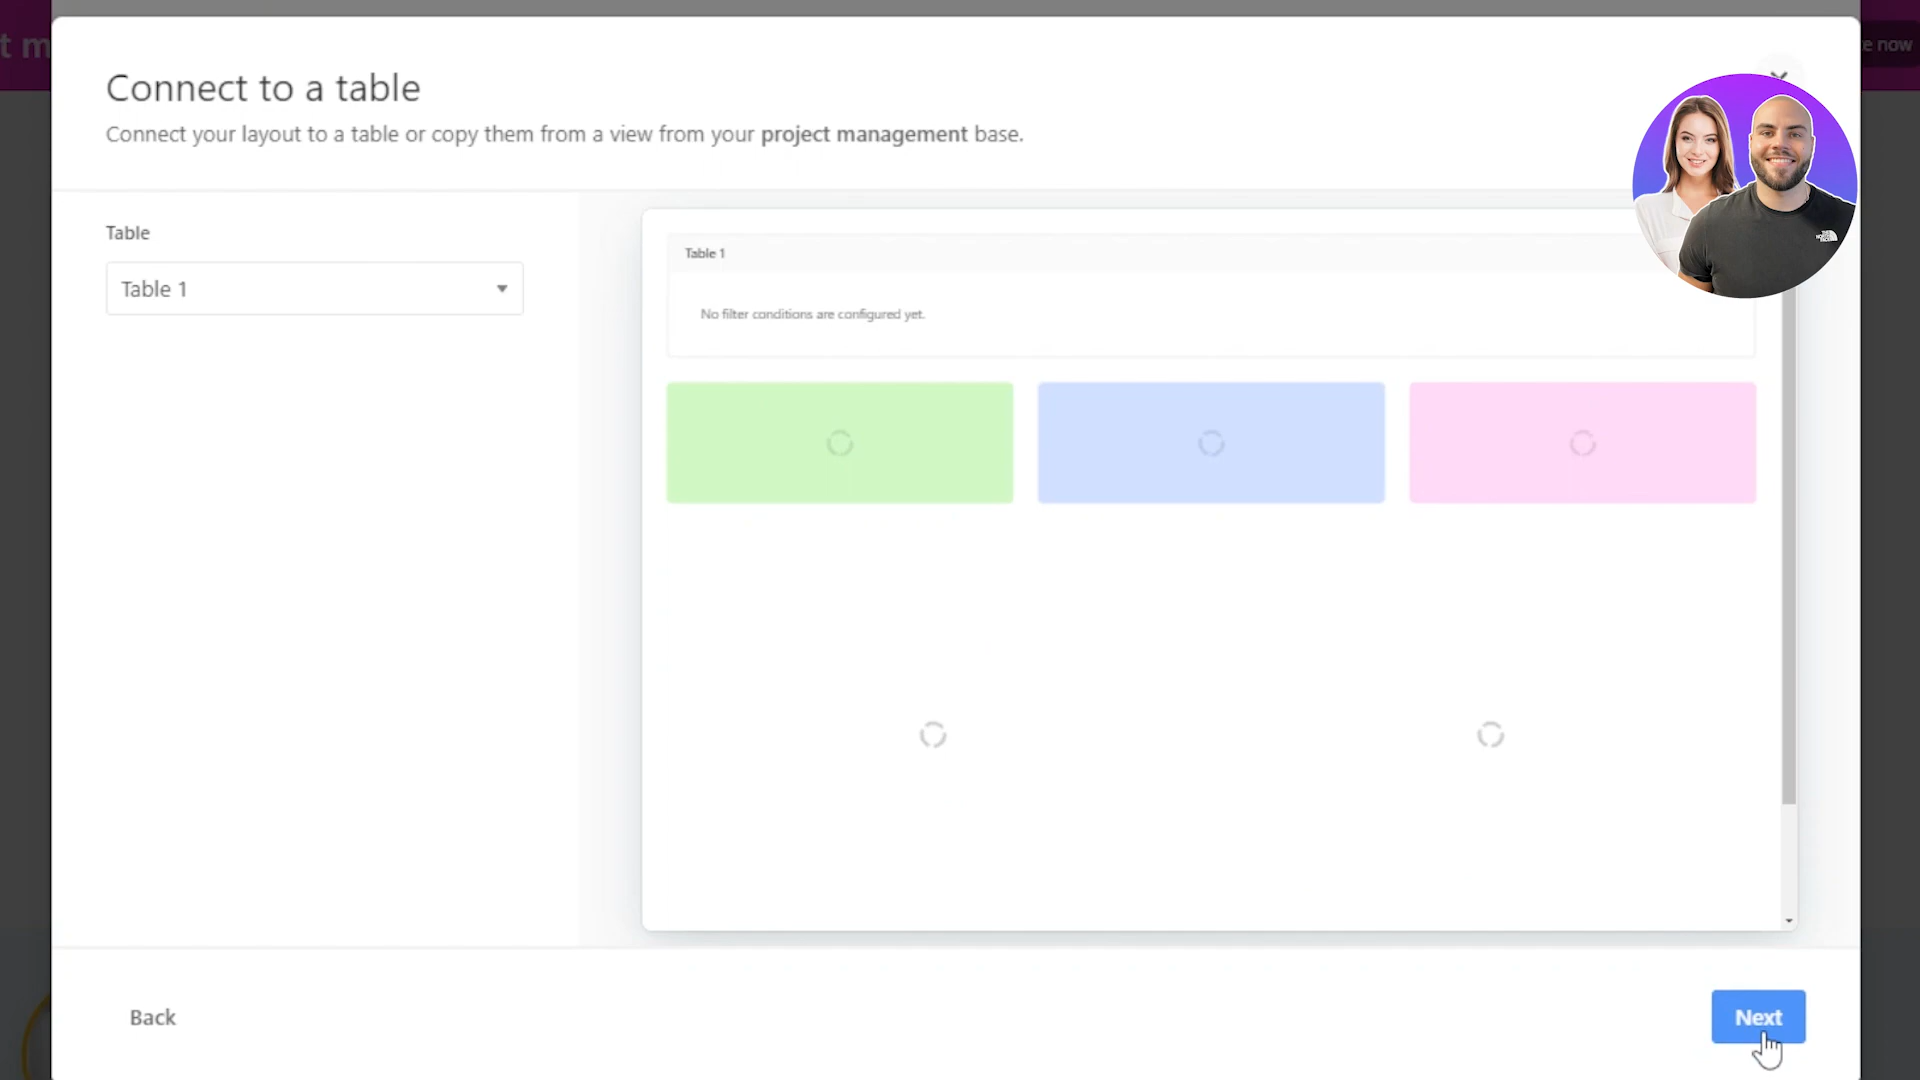 t m
e now
Connect to a table
Connect your layout to a table or copy them from a view from your project management base.
Table
Table 1
Table 1
No filter conditions are configured yet.
Back
Next